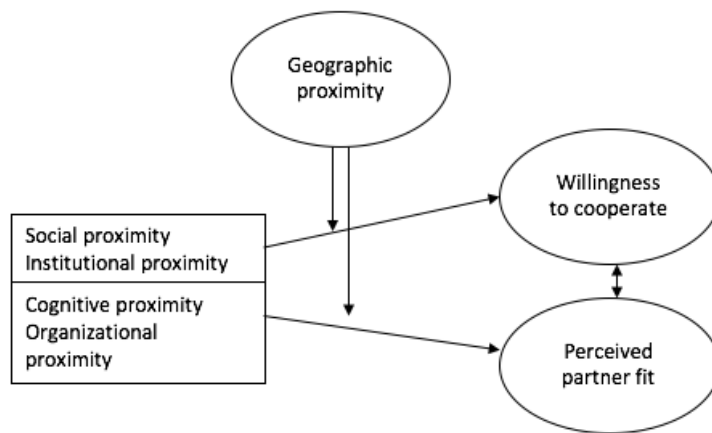 Geographic
proximity
Willingness
to cooperate
Social proximity
Institutional proximity
Cognitive proximity
Organizational
proximity
Perceived
partner fit